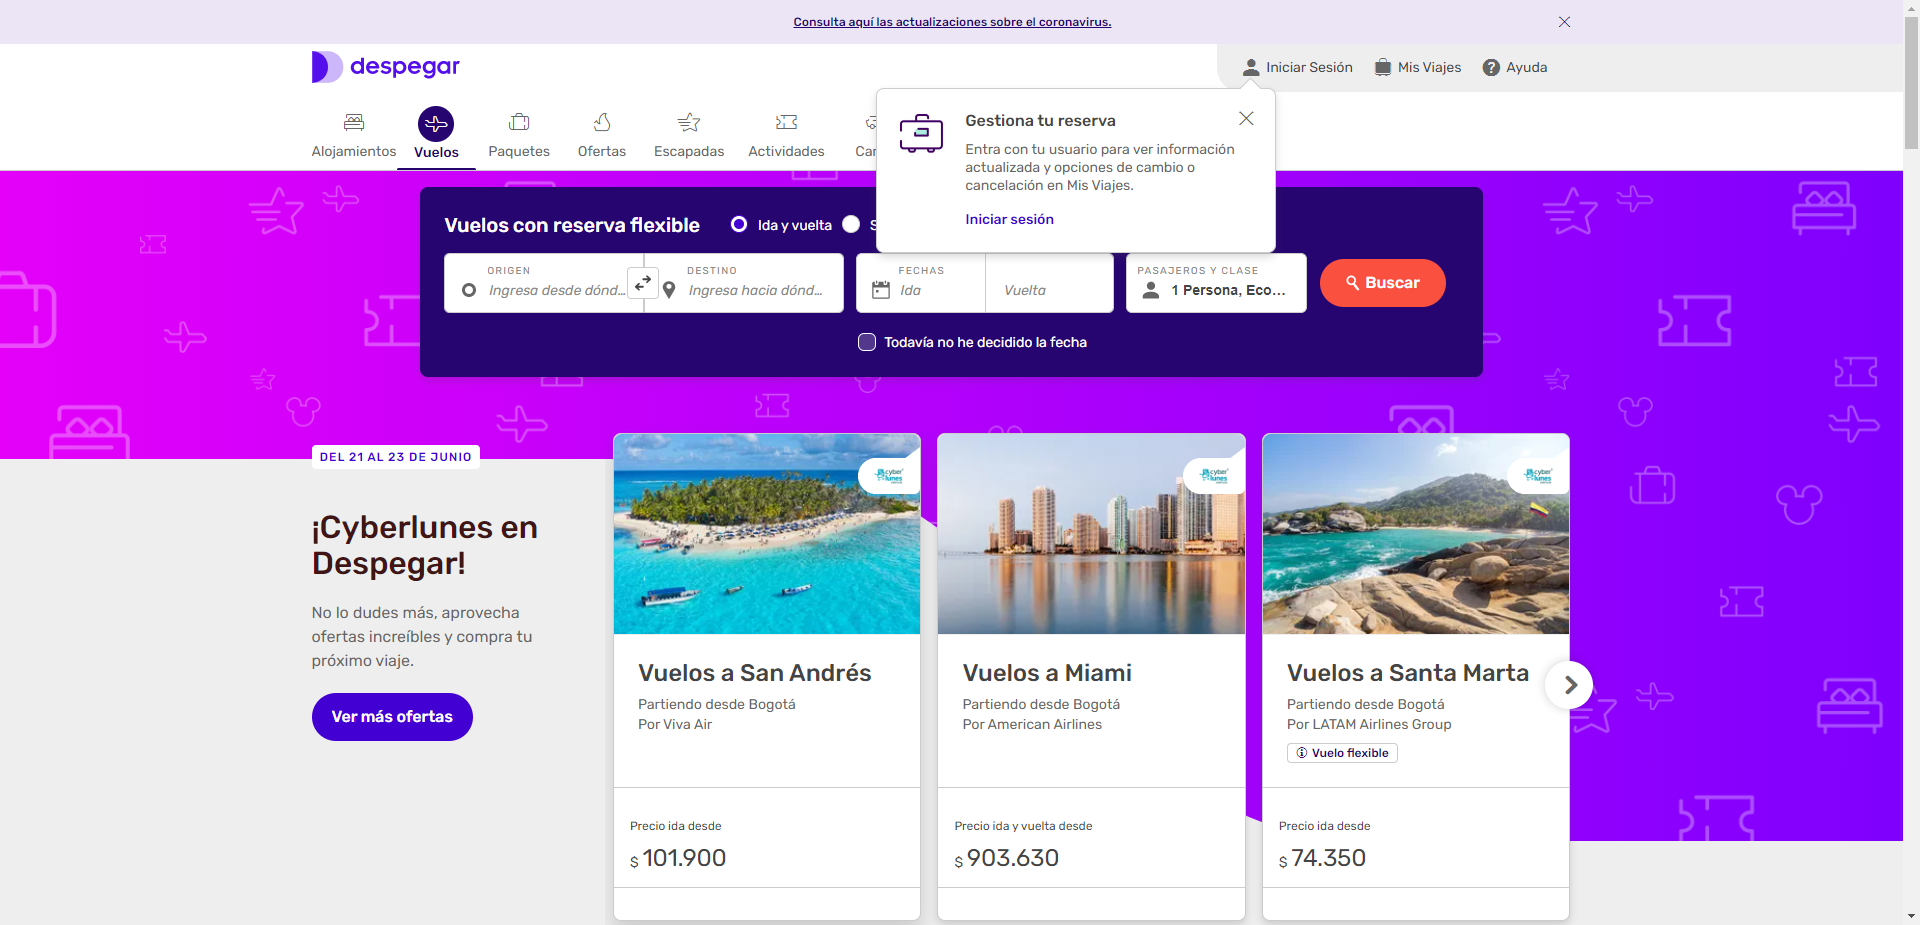 Consulta aquí las actualizaciones sobre el coronavirus.
despegar
Iniciar Sesión
Mis Viajes
Ayuda
Alojamientos
Vuelos
Paquetes
Ofertas
Escapadas
Actividades
Gestiona tu reserva
Entra con tu usuario para ver información
actualizada y opciones de cambio o
cancelación en Mis Viajes.
Iniciar sesión
Vuelos con reserva flexible
Ida y vuelta
ORIGEN
Ingresa desde dónd...
DESTINO
Ingresa hacia dónd...
FECHAS
Ida
Vuelta
PASAJEROS Y CLASE
1 Persona, Eco...
Buscar
Todavía no he decidido la fecha
DEL 21 AL 23 DE JUNIO
¡Cyberlunes en
Despegar!
No lo dudes más, aprovecha
ofertas increíbles y compra tu
próximo viaje.
Ver más ofertas
cyber
lunes
Vuelos a San Andrés
Partiendo desde Bogotá
Por Viva Air
Precio ida desde
$ 101.900
cyber
lunes
Vuelos a Miami
Partiendo desde Bogotá
Por American Airlines
Precio ida y vuelta desde
$ 903.630
cyber
lunes
Vuelos a Santa Marta
Partiendo desde Bogotá
Por LATAM Airlines Group
Vuelo flexible
Precio ida desde
$ 74.350